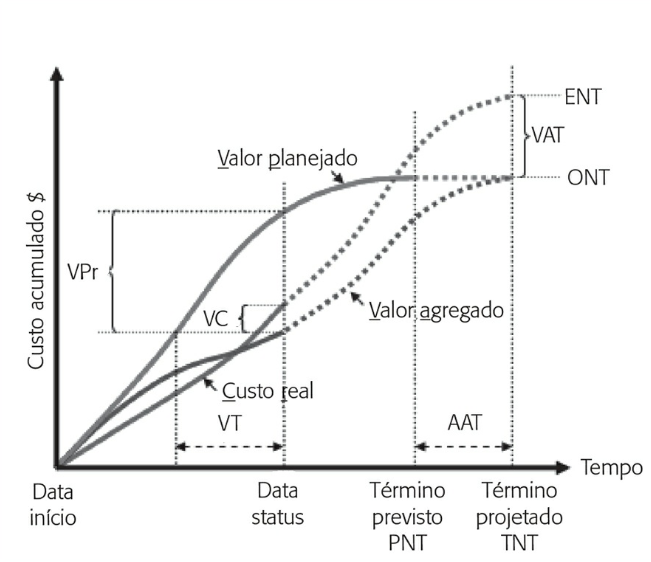 ENT
VAT
Valor planejado
ONT
Custo acumulado $
VPr
VC
Valor agregado
Custo real
VT
AAT
Tempo
Data
início
Data
status
Término
previsto
PNT
Término
projetado
TNT